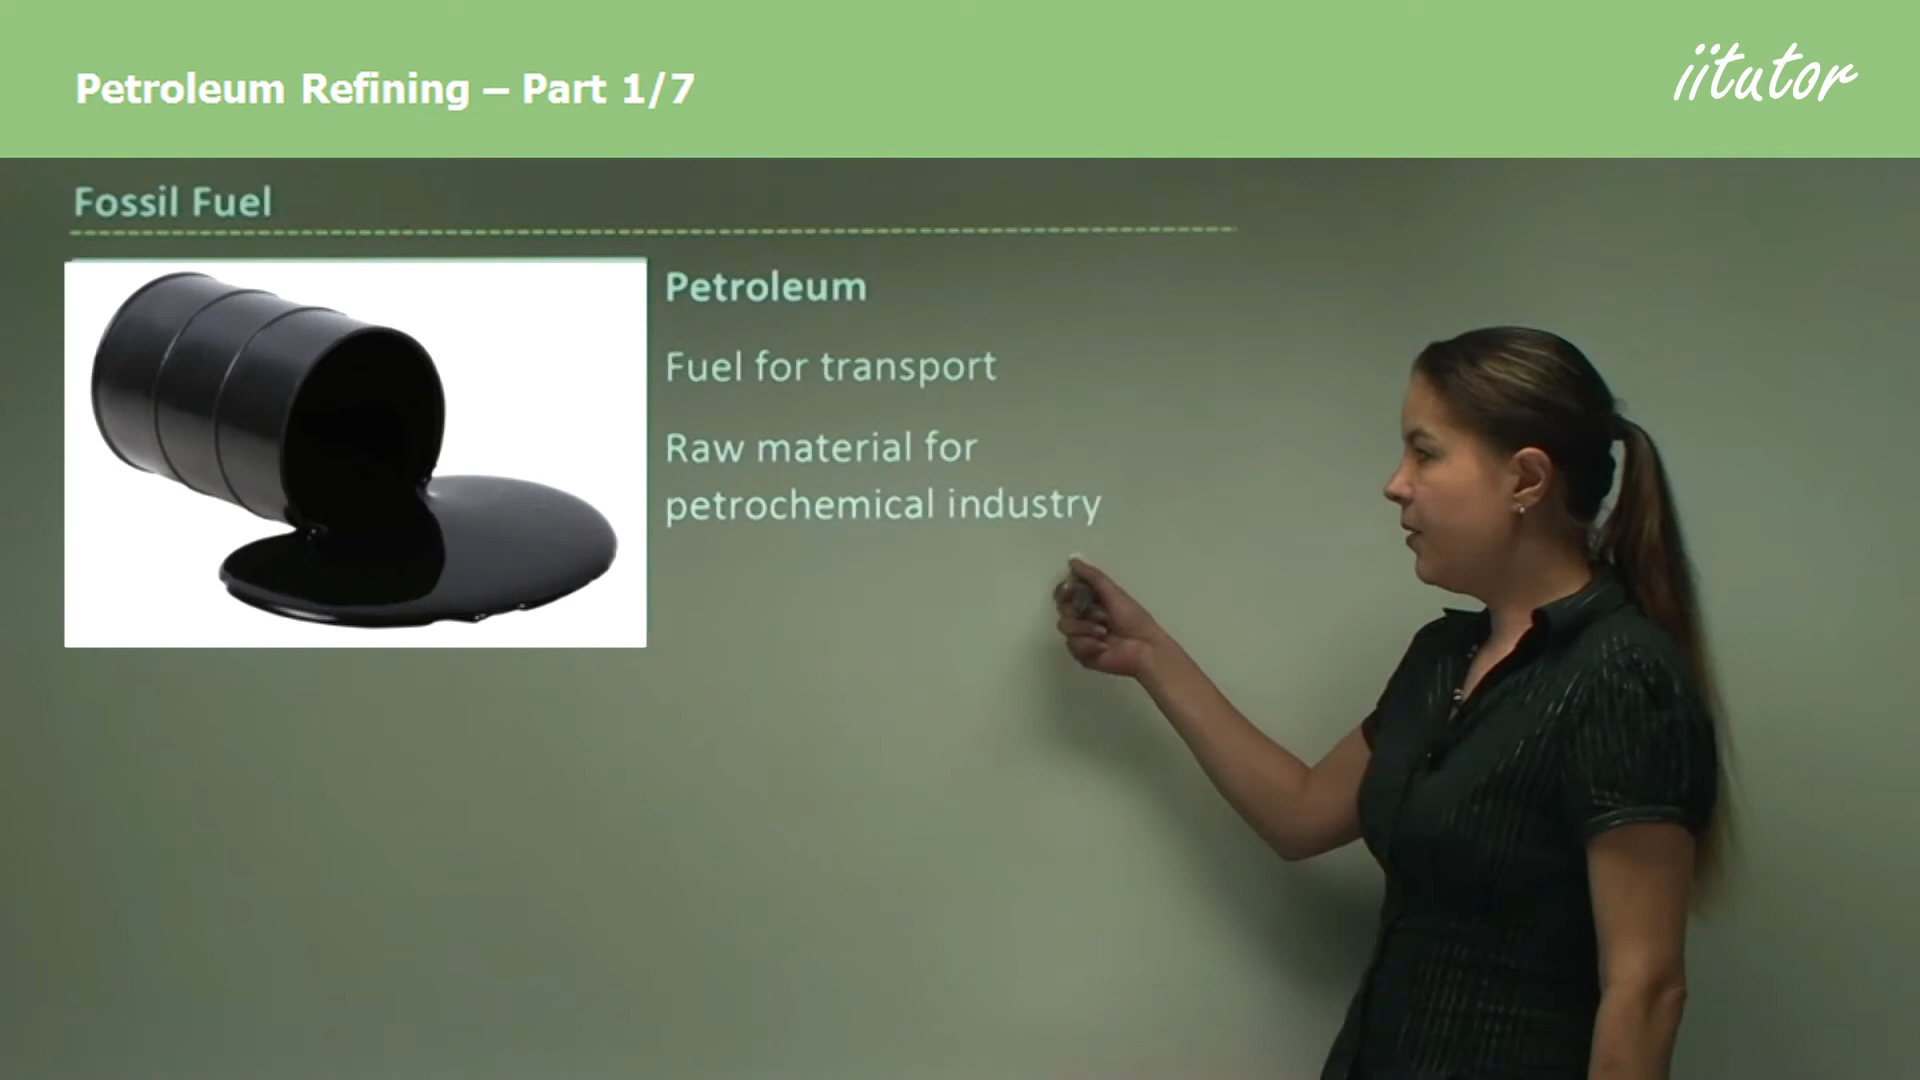 Petroleum Refining – Part 1/7
iitutor
Fossil Fuel
Petroleum
Fuel for transport
Raw material for
petrochemical industry